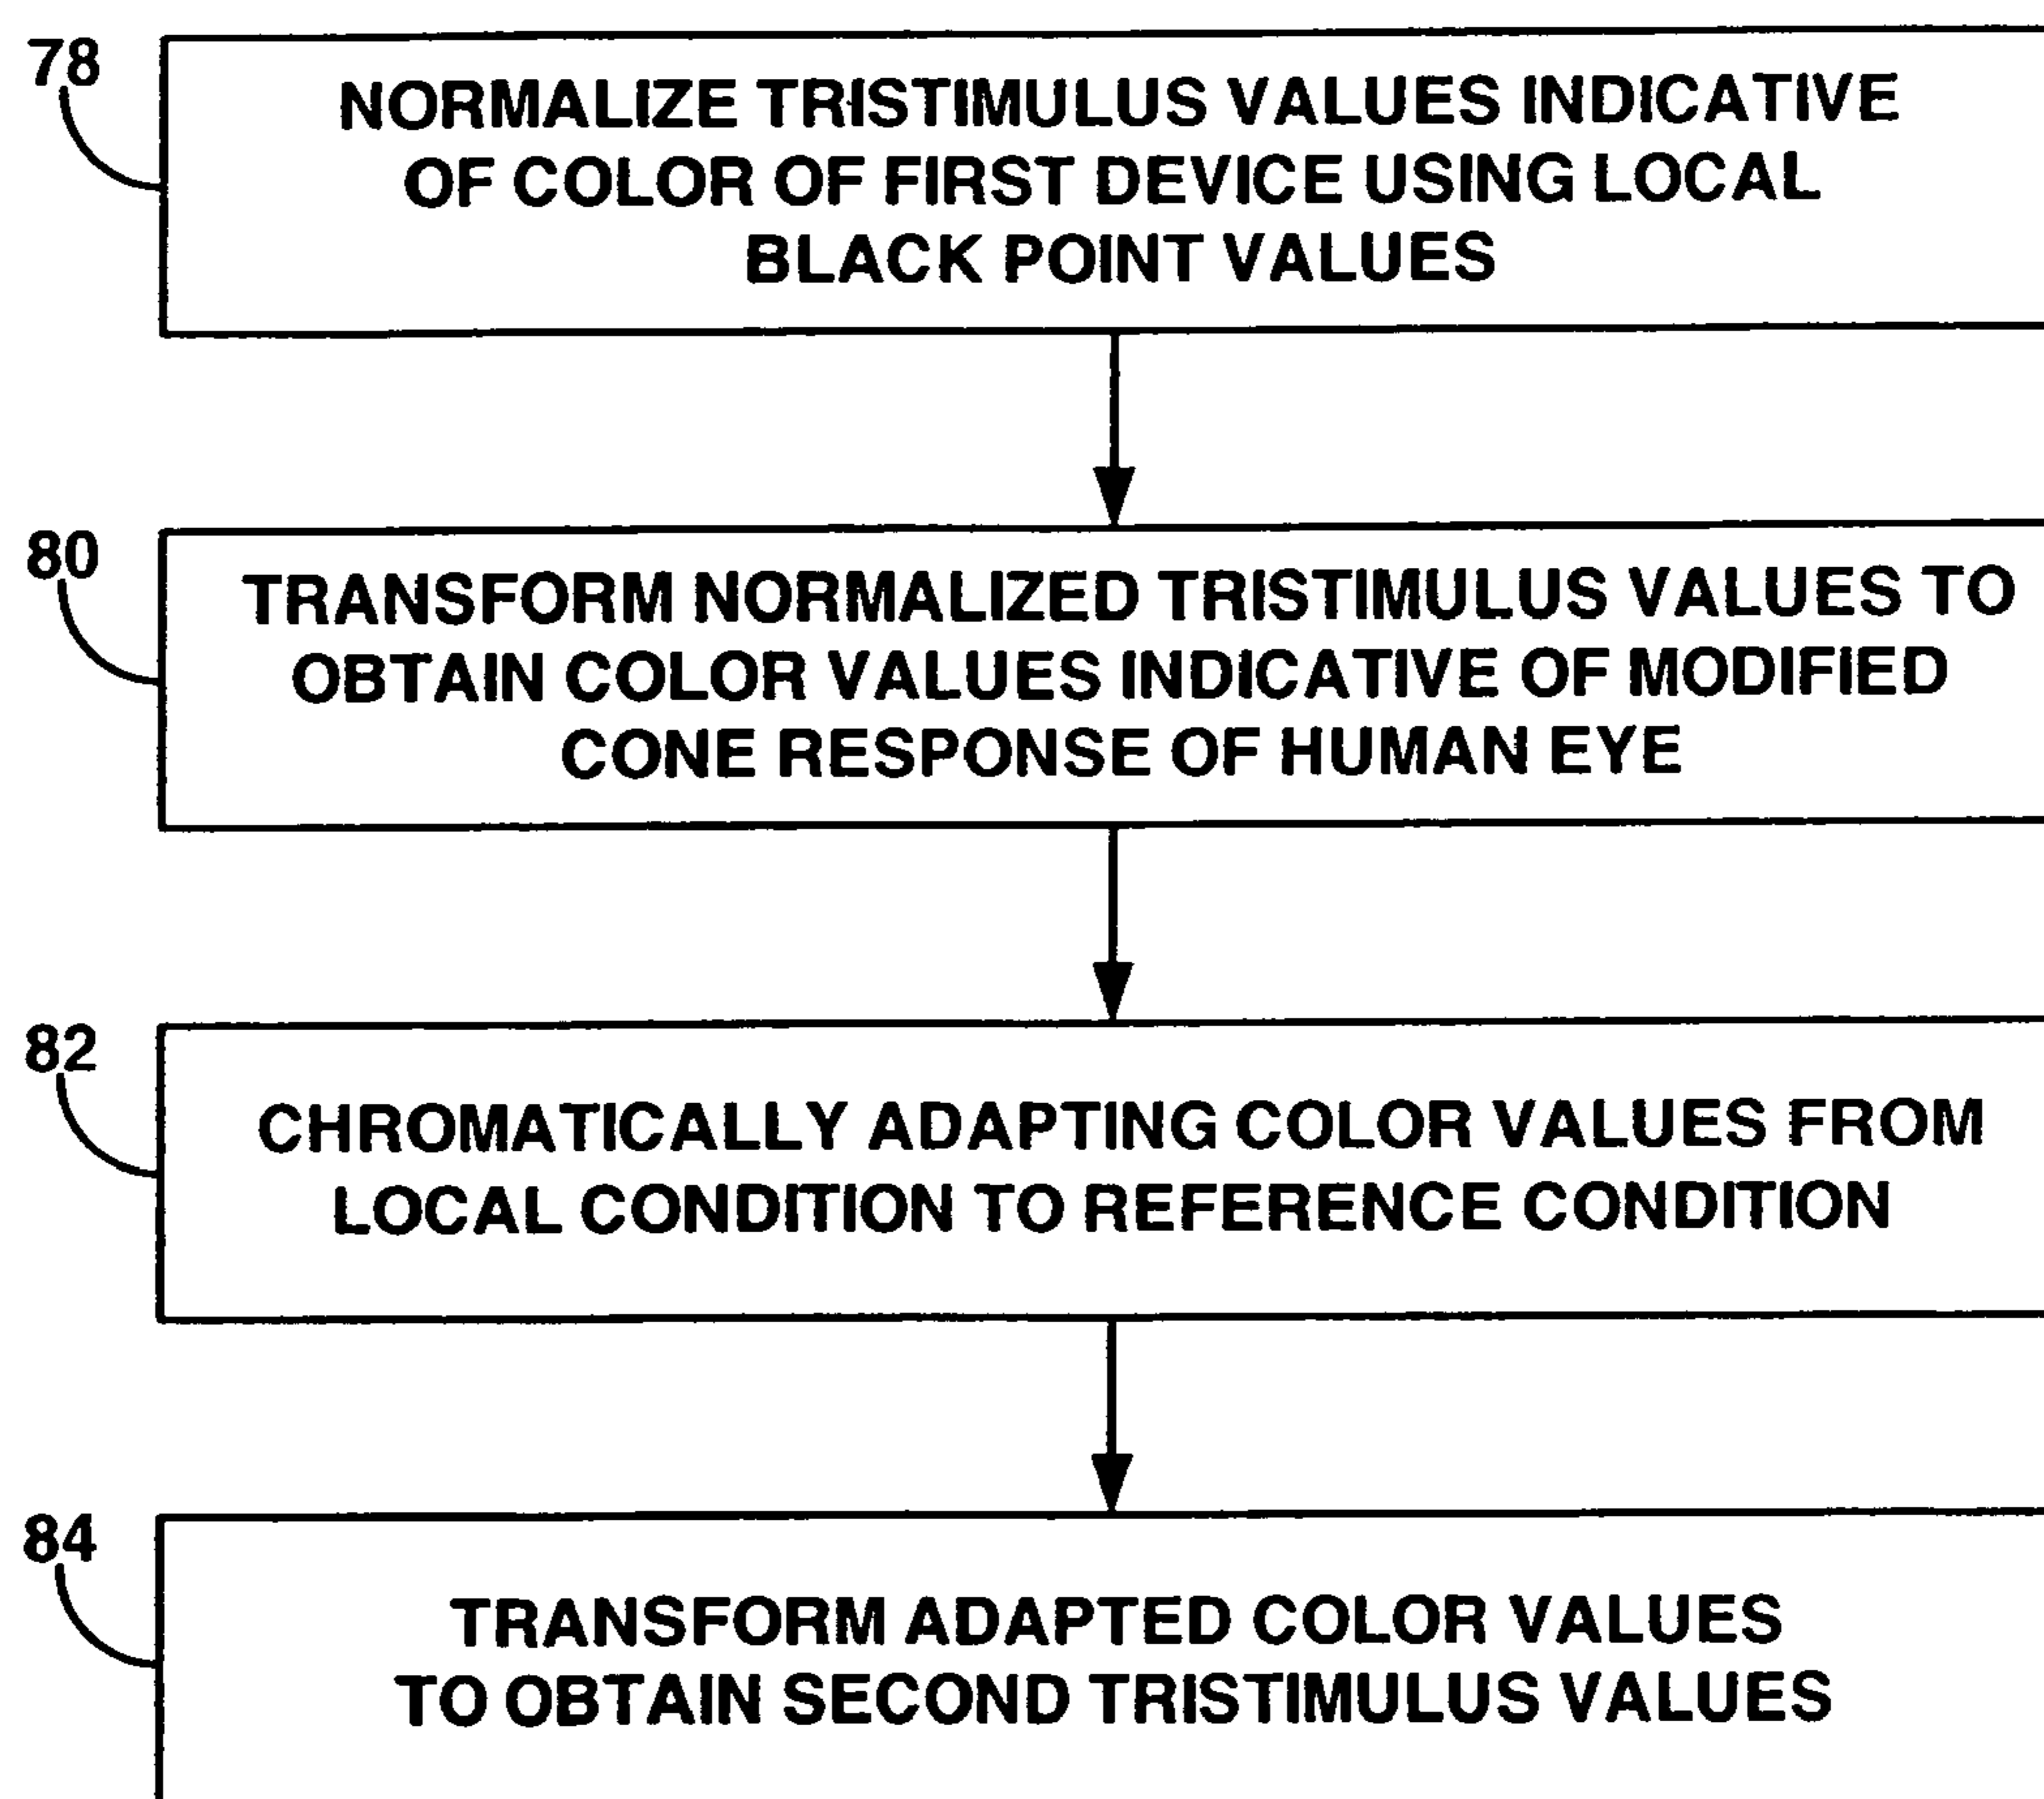 78
NORMALIZE TRISTIMULUS VALUES INDICATIVE
OF COLOR OF FIRST DEVICE USING LOCAL
BLACK POINT VALUES
80
TRANSFORM NORMALIZED TRISTIMULUS VALUES TO
OBTAIN COLOR VALUES INDICATIVE OF MODIFIED
CONE RESPONSE OF HUMAN EYE
82
CHROMATICALLY ADAPTING COLOR VALUES FROM
LOCAL CONDITION TO REFERENCE CONDITION
84
TRANSFORM ADAPTED COLOR VALUES
TO OBTAIN SECOND TRISTIMULUS VALUES